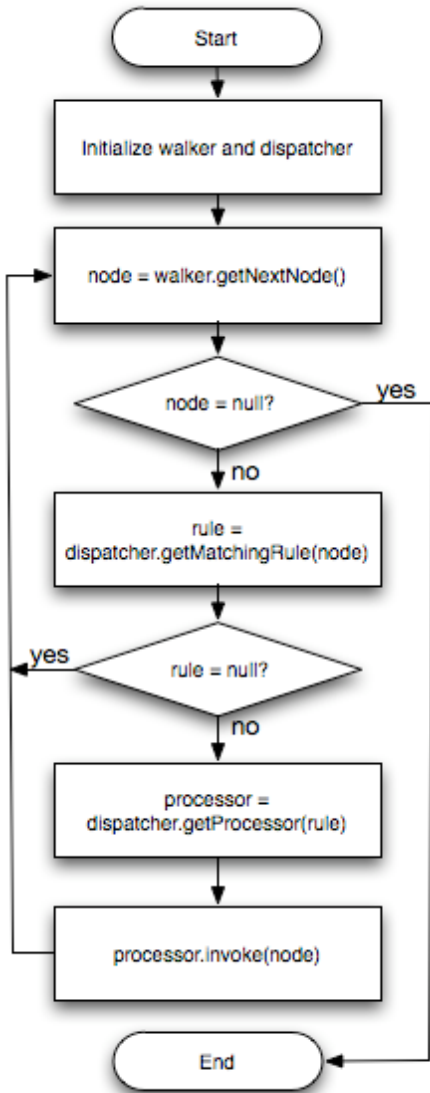 Start
Initialize walker and dispatcher
node = walker.getNextNode()
node = null?
yes
no
rule =
dispatcher.getMatchingRule(node)
yes
rule = null?
no
processor =
dispatcher.getProcessor(rule)
processor.invoke(node)
End